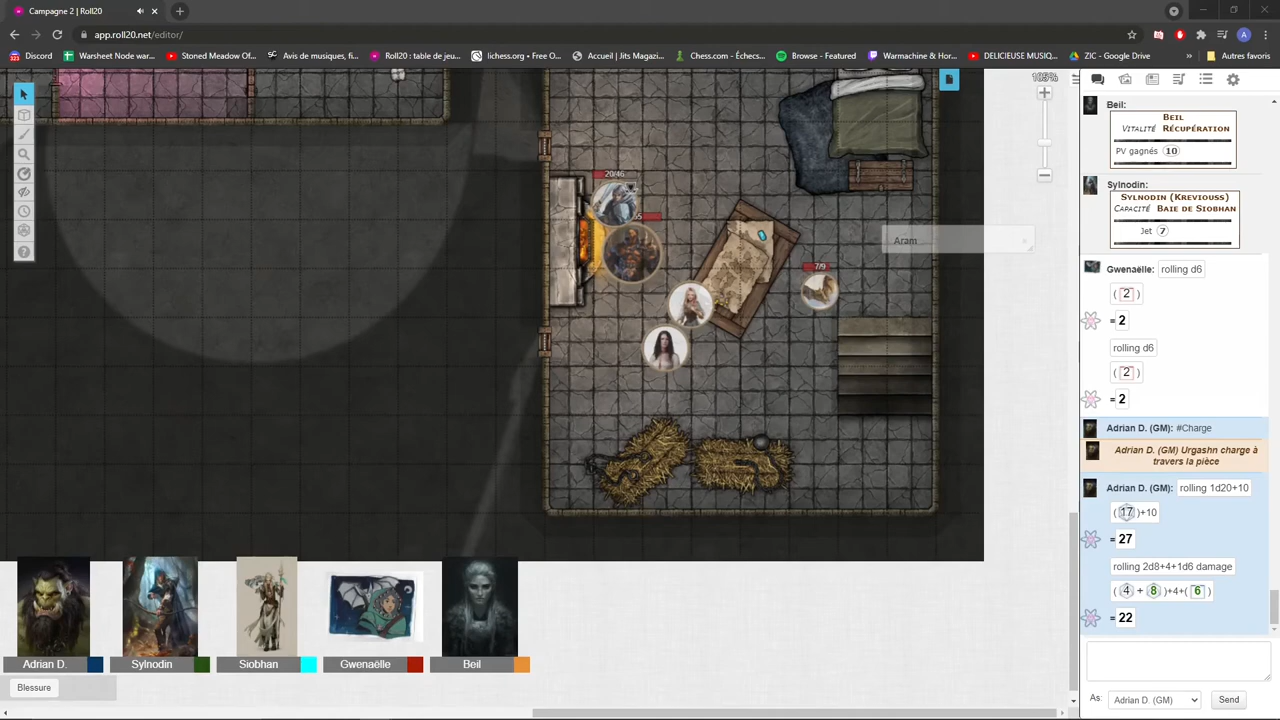 Campagne 2 | Roll20
app.roll20.net/editor/
Discord
Warsheet Node war...
Stoned Meadow Of...
Avis de musiques; fi...
Roll20 : table de jeu...
lichess.org • Free O...
Accueil | Jits Magazi...
Chess.com - Échecs...
Spotify
Browse - Featured
Warmachine & Hor...
DELICIEUSE MUSIQ...
ZIC - Google Drive
»
Autres favoris
105%
20/46
7/9
Aram
Beil:
BEIL
VITALITÉ RÉCUPÉRATION
PV gagnés 10
Sylnodin:
SYLNODIN (KREVIOUSS)
CAPACITÉ BAIE DE SIOBHAN
Jet 7
Gwenaëlle: rolling d6
( 2 )
= 2
rolling d6
( 2 )
= 2
Adrian D. (GM): #Charge
Adrian D. (GM) Urgashn charge à
travers la pièce
Adrian D. (GM): rolling 1d20+10
( 17 )+10
= 27
rolling 2d8+4+1d6 damage
( 4 + 8 )+4+( 6 )
= 22
Adrian D.
Sylnodin
Siobhan
Gwenaëlle
Beil
Blessure
As:
Adrian D. (GM)
Send